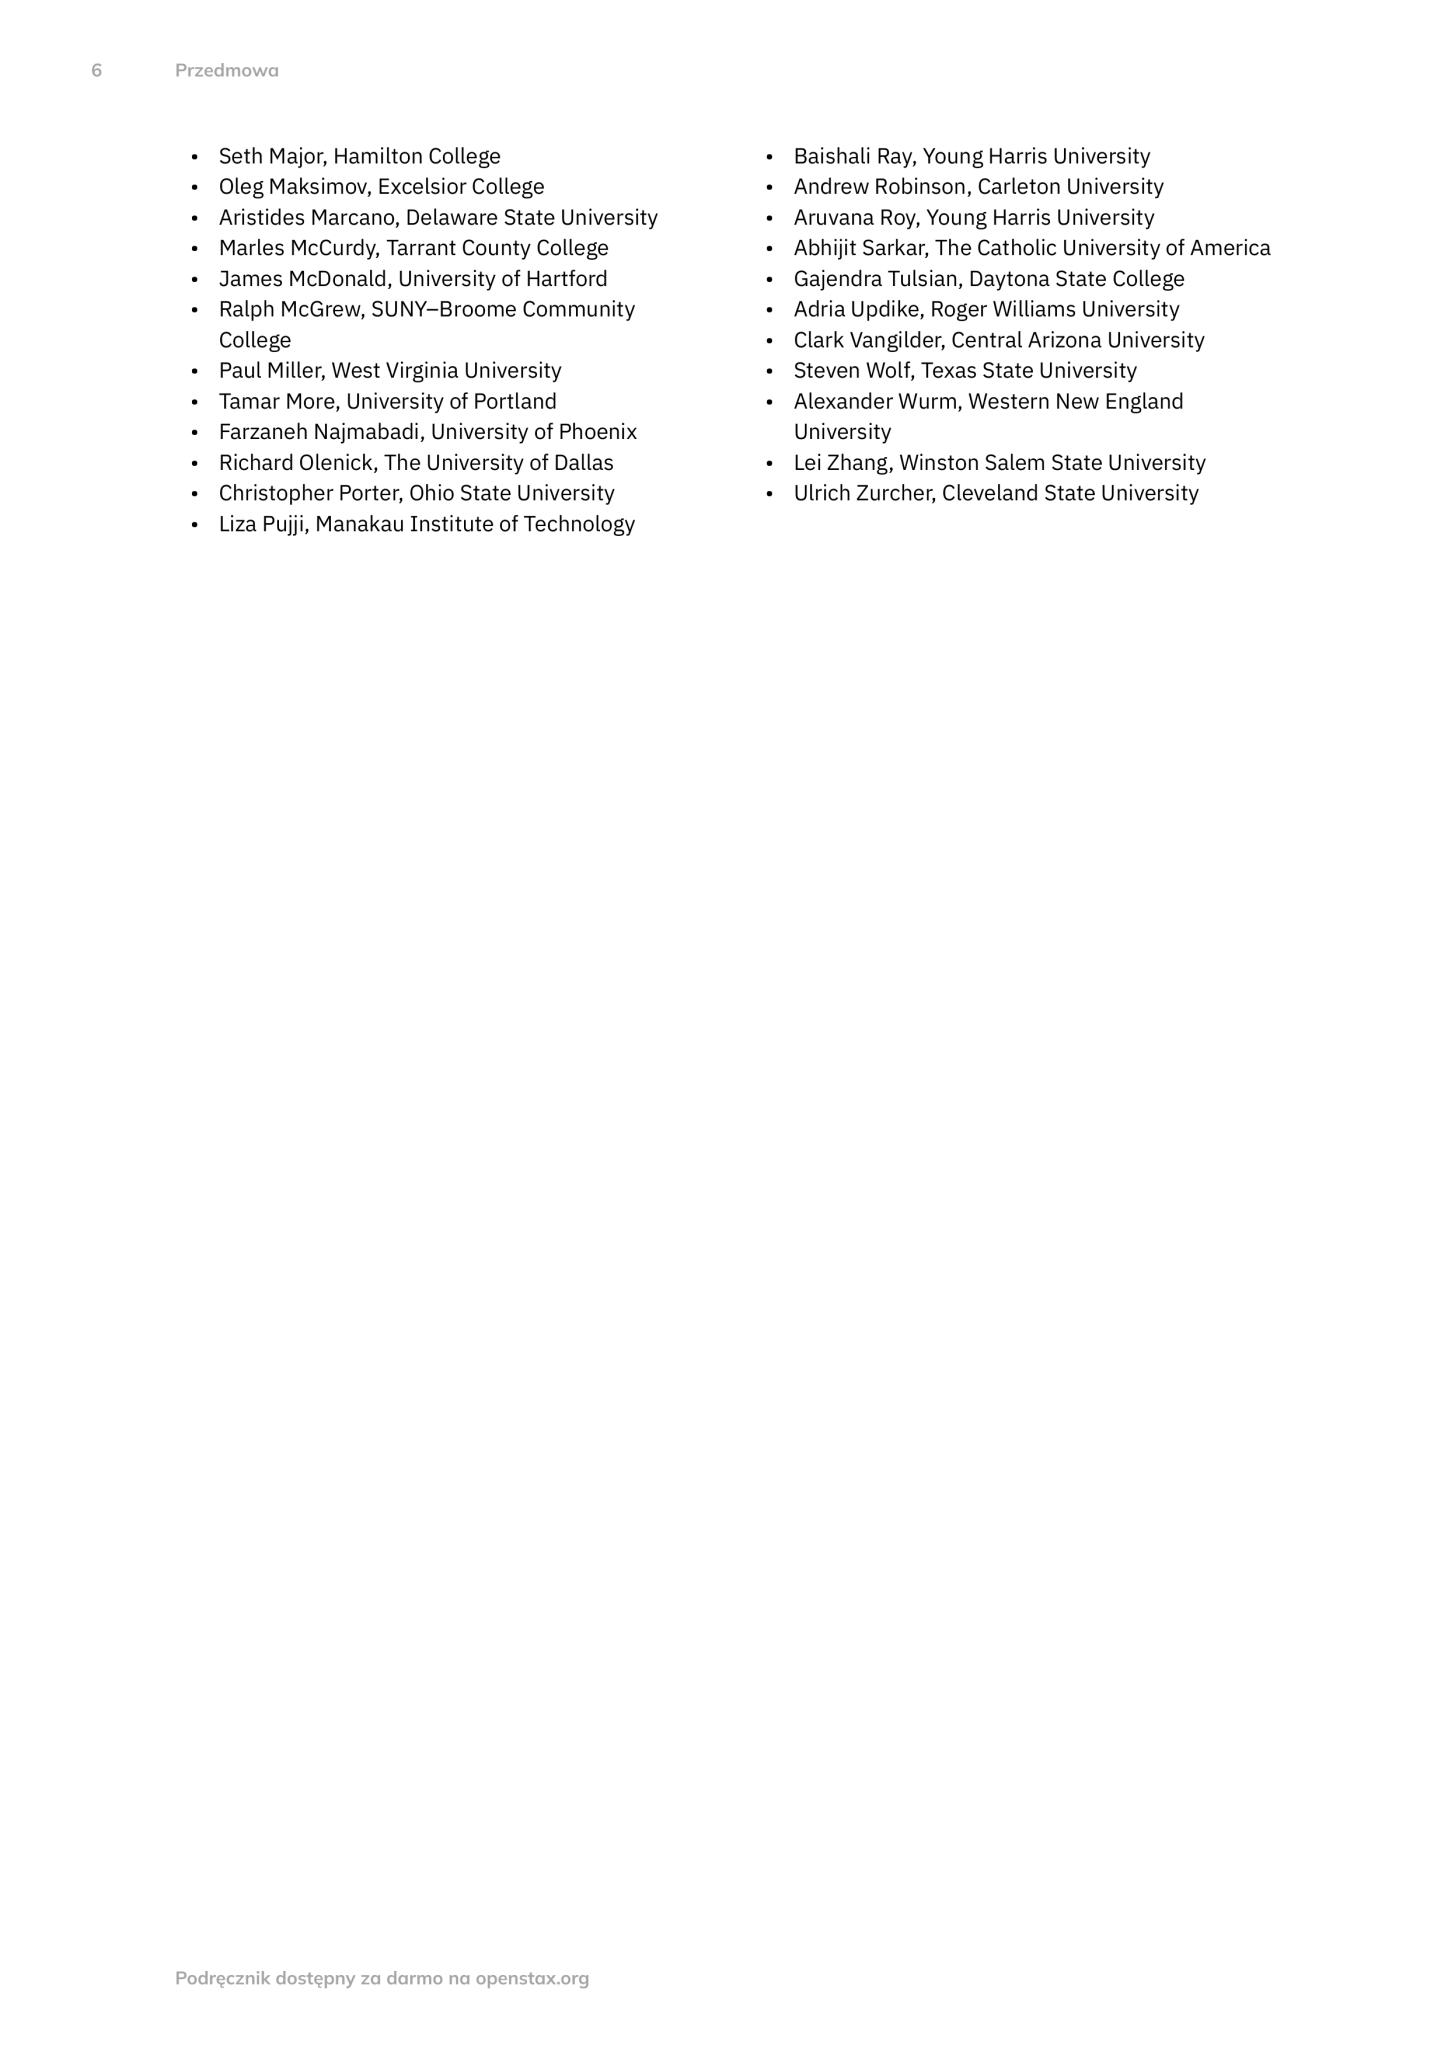 6 Przedmowa
• Seth Major, Hamilton College
• Oleg Maksimov, Excelsior College
• Aristides Marcano, Delaware State University
• Marles McCurdy, Tarrant County College
• James McDonald, University of Hartford
• Ralph McGrew, SUNY–Broome Community
College
• Paul Miller, West Virginia University
• Tamar More, University of Portland
• Farzaneh Najmabadi, University of Phoenix
• Richard Olenick, The University of Dallas
• Christopher Porter, Ohio State University
• Liza Pujji, Manakau Institute of Technology
• Baishali Ray, Young Harris University
• Andrew Robinson, Carleton University
• Aruvana Roy, Young Harris University
• Abhijit Sarkar, The Catholic University of America
• Gajendra Tulsian, Daytona State College
• Adria Updike, Roger Williams University
• Clark Vangilder, Central Arizona University
• Steven Wolf, Texas State University
• Alexander Wurm, Western New England
University
• Lei Zhang, Winston Salem State University
• Ulrich Zurcher, Cleveland State University
Podręcznik dostępny za darmo na openstax.org